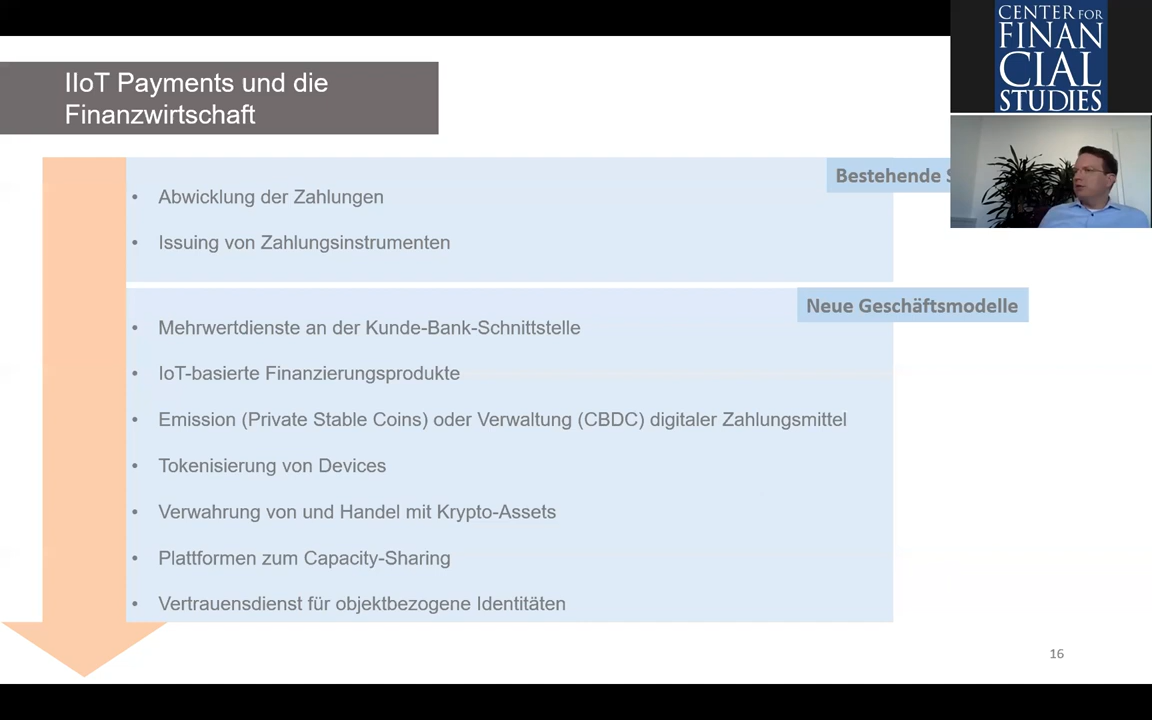 CENTER FOR
FINAN
CIAL
STUDIES
IIoT Payments und die
Finanzwirtschaft
Bestehende
• Abwicklung der Zahlungen
• Issuing von Zahlungsinstrumenten
Neue Geschäftsmodelle
• Mehrwertdienste an der Kunde-Bank-Schnittstelle
• IoT-basierte Finanzierungsprodukte
• Emission (Private Stable Coins) oder Verwaltung (CBDC) digitaler Zahlungsmittel
• Tokenisierung von Devices
• Verwahrung von und Handel mit Krypto-Assets
• Plattformen zum Capacity-Sharing
• Vertrauensdienst für objektbezogene Identitäten
16